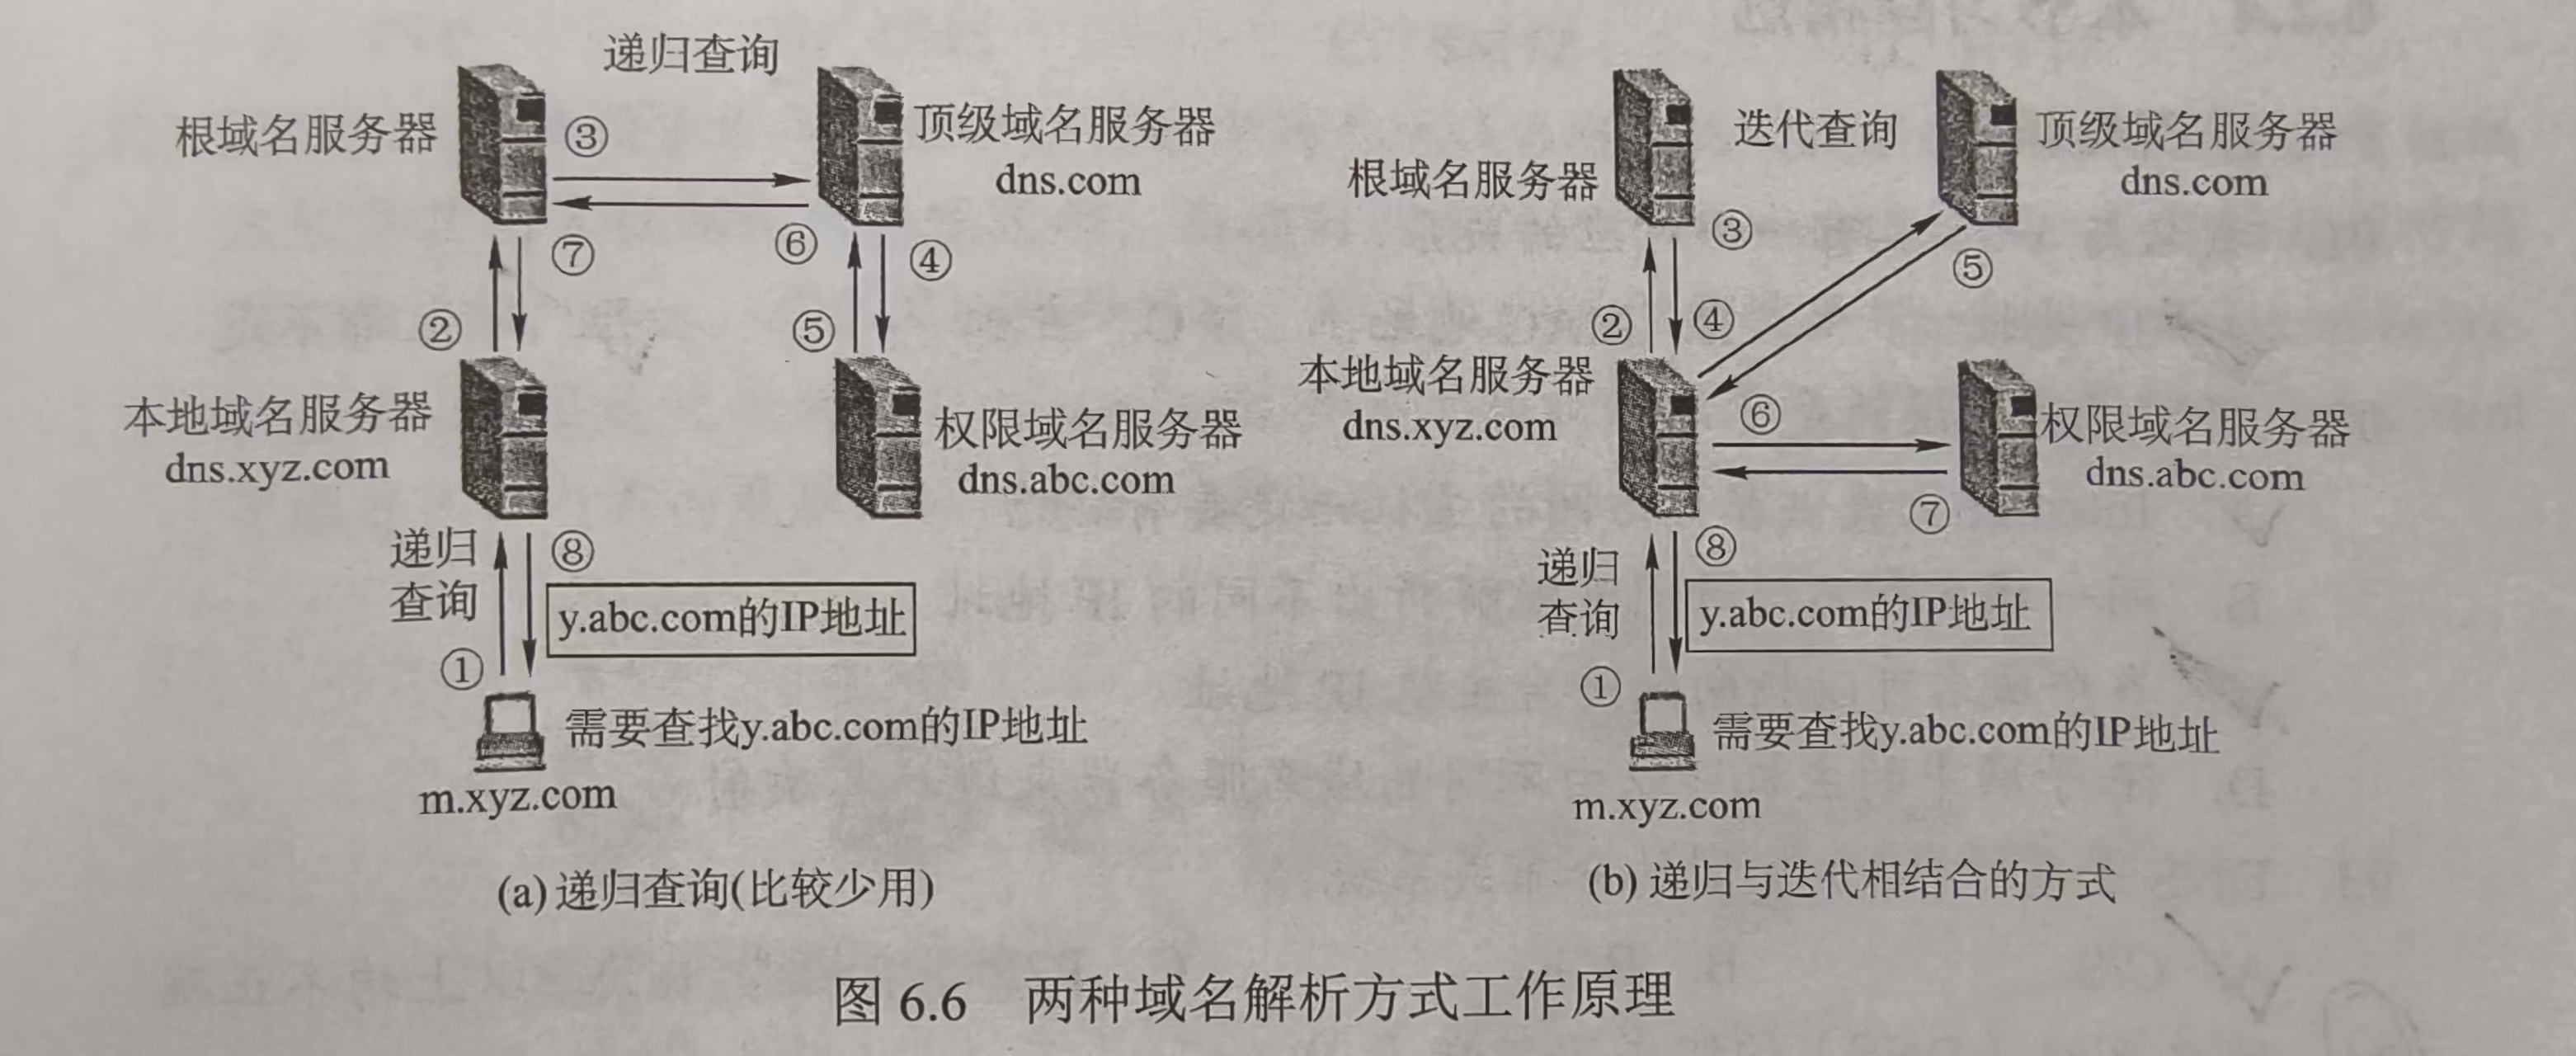 递归查询
根域名服务器
③
顶级域名服务器
dns.com
⑦
⑥
④
②
⑤
本地域名服务器
dns.xyz.com
权限域名服务器
dns.abc.com
递归
查询
⑧
y.abc.com的IP地址
①
需要查找y.abc.com的IP地址
m.xyz.com
(a) 递归查询(比较少用)
迭代查询
根域名服务器
顶级域名服务器
dns.com
③
⑤
②
④
本地域名服务器
dns.xyz.com
⑥
权限域名服务器
dns.abc.com
⑦
递归
查询
⑧
y.abc.com的IP地址
①
需要查找y.abc.com的IP地址
m.xyz.com
(b) 递归与迭代相结合的方式
图 6.6 两种域名解析方式工作原理